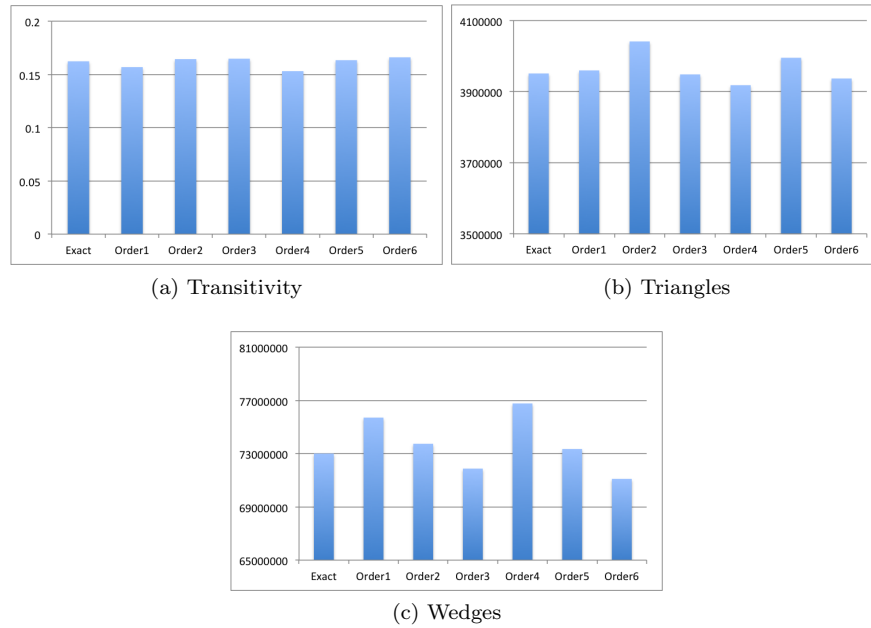 0.2
0.15
0.1
0.05
0
Exact Order1 Order2 Order3 Order4 Order5 Order6
(a) Transitivity
4100000
3900000
3700000
3500000
Exact Order1 Order2 Order3 Order4 Order5 Order6
(b) Triangles
81000000
77000000
73000000
69000000
65000000
Exact Order1 Order2 Order3 Order4 Order5 Order6
(c) Wedges